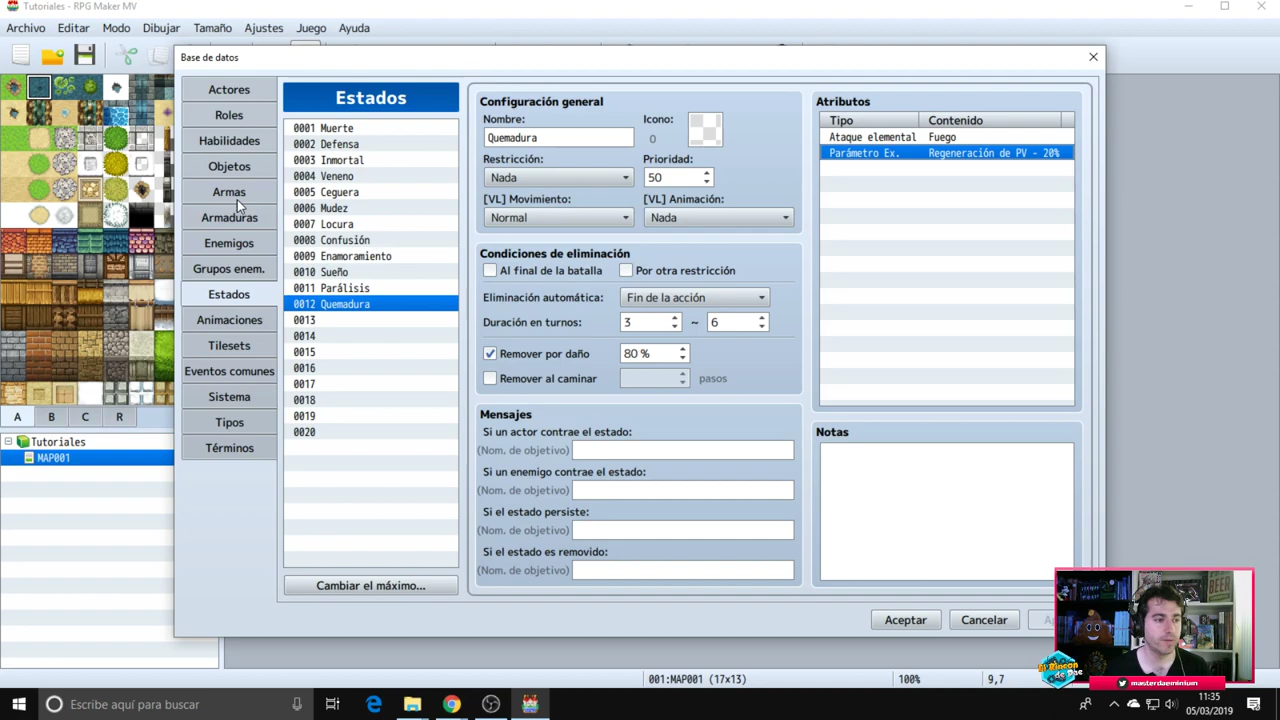 Tutoriales - RPG Maker MV
Archivo Editar Modo Dibujar Tamaño Ajustes Juego Ayuda
Base de datos
Actores
Roles
Habilidades
Objetos
Armas
Armaduras
Enemigos
Grupos enem.
Estados
Animaciones
Tilesets
Eventos comunes
Sistema
Tipos
Términos
Estados
0001 Muerte
0002 Defensa
0003 Inmortal
0004 Veneno
0005 Ceguera
0006 Mudez
0007 Locura
0008 Confusión
0009 Enamoramiento
0010 Sueño
0011 Parálisis
0012 Quemadura
0013
0014
0015
0016
0017
0018
0019
0020
Cambiar el máximo...
Configuración general
Nombre: Icono:
Quemadura 0
Restricción: Prioridad:
Nada 50
[VL] Movimiento: [VL] Animación:
Normal Nada
Condiciones de eliminación
Al final de la batalla Por otra restricción
Eliminación automática: Fin de la acción
Duración en turnos: 3 ~ 6
Remover por daño 80 %
Remover al caminar pasos
Mensajes
Si un actor contrae el estado:
(Nom. de objetivo)
Si un enemigo contrae el estado:
(Nom. de objetivo)
Si el estado persiste:
(Nom. de objetivo)
Si el estado es removido:
(Nom. de objetivo)
Atributos
Tipo Contenido
Ataque elemental Fuego
Parámetro Ex. Regeneración de PV - 20%
Notas
Aceptar Cancelar
A B C R
Tutoriales
MAP001
001:MAP001 (17x13) 100% 9,7
BEER
El Rincon
de Dae
masterdaeminium
Escribe aquí para buscar
11:35
05/03/2019